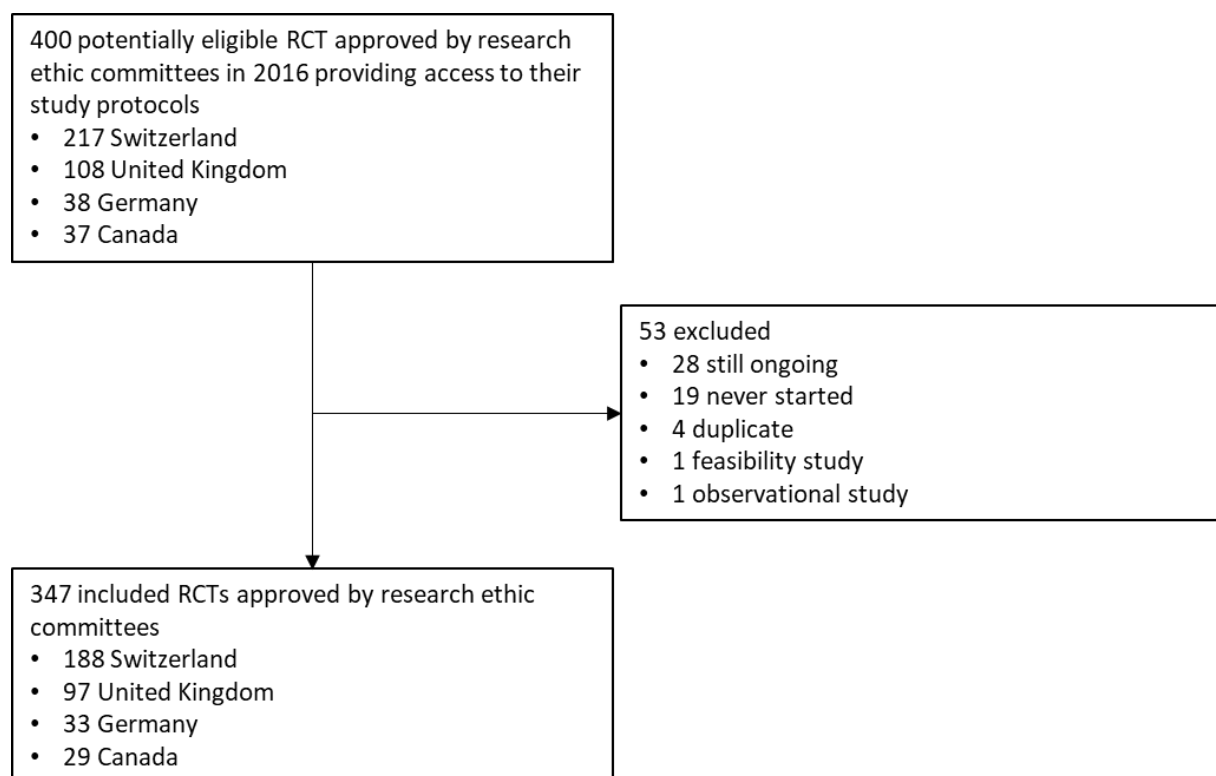 400 potentially eligible RCT approved by research
ethic committees in 2016 providing access to their
study protocols
• 217 Switzerland
• 108 United Kingdom
• 38 Germany
• 37 Canada
53 excluded
• 28 still ongoing
• 19 never started
• 4 duplicate
• 1 feasibility study
• 1 observational study
347 included RCTs approved by research ethic
committees
• 188 Switzerland
• 97 United Kingdom
• 33 Germany
• 29 Canada